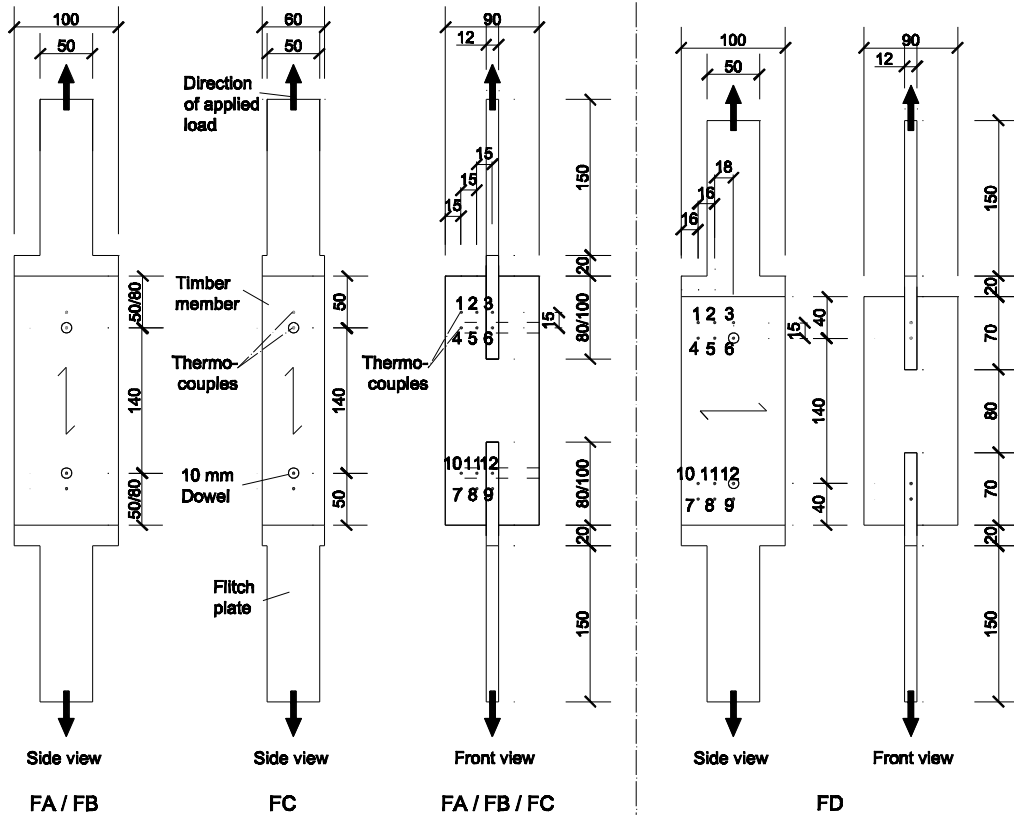 100
50
60
50
90
12
100
50
90
12
Direction
of applied
load
15
15
15
150
18
16
16
150
20
20
50/80
Timber
member
50
1 2 3
4 5 6
15
80/100
1 2 3
4 5 6
15
40
70
Thermo-
couples
Thermo-
couples
140
140
140
80
10 mm
Dowel
10 11 12
7 8 9
80/100
10 11 12
7 8 9
70
50/80
50
40
20
20
Flitch
plate
150
150
Side view
Side view
Front view
Side view
Front view
FA / FB
FC
FA / FB / FC
FD